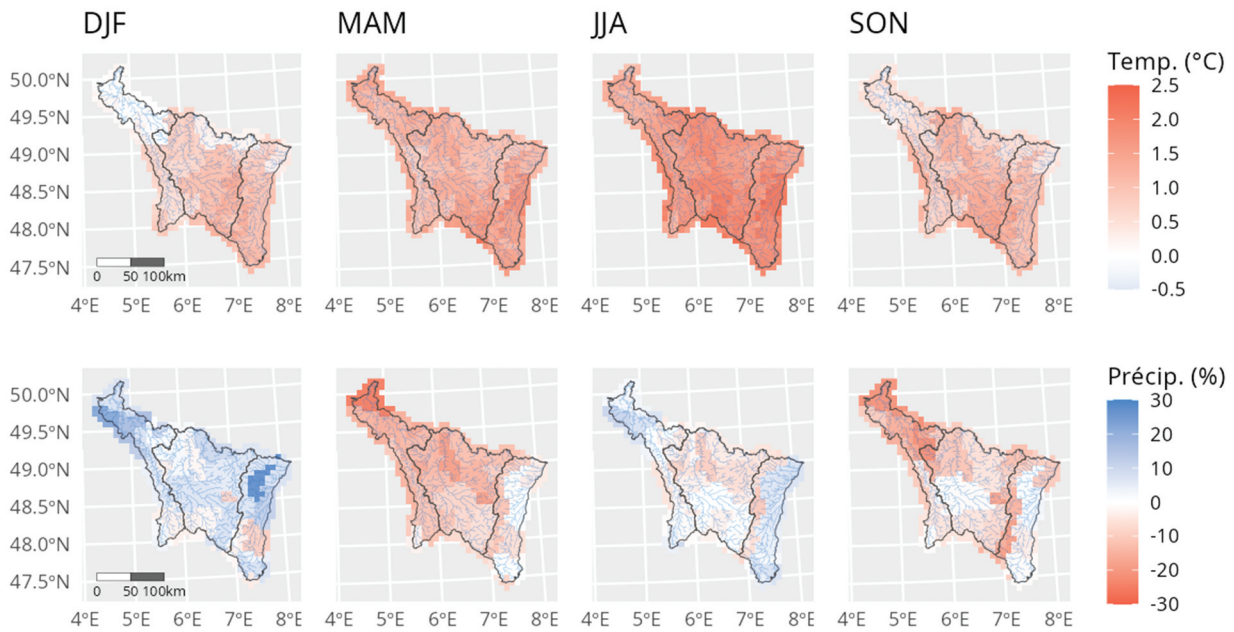 DJF MAM JJA SON
Temp. (°C)
50.0°N
49.5°N
49.0°N
48.5°N
48.0°N
47.5°N
2.5
2.0
1.5
1.0
0.5
0.0
-0.5
0 50 100km
4°E 5°E 6°E 7°E 8°E 4°E 5°E 6°E 7°E 8°E 4°E 5°E 6°E 7°E 8°E 4°E 5°E 6°E 7°E 8°E
Précip. (%)
50.0°N
49.5°N
49.0°N
48.5°N
48.0°N
47.5°N
30
20
10
0
-10
-20
-30
0 50 100km
4°E 5°E 6°E 7°E 8°E 4°E 5°E 6°E 7°E 8°E 4°E 5°E 6°E 7°E 8°E 4°E 5°E 6°E 7°E 8°E